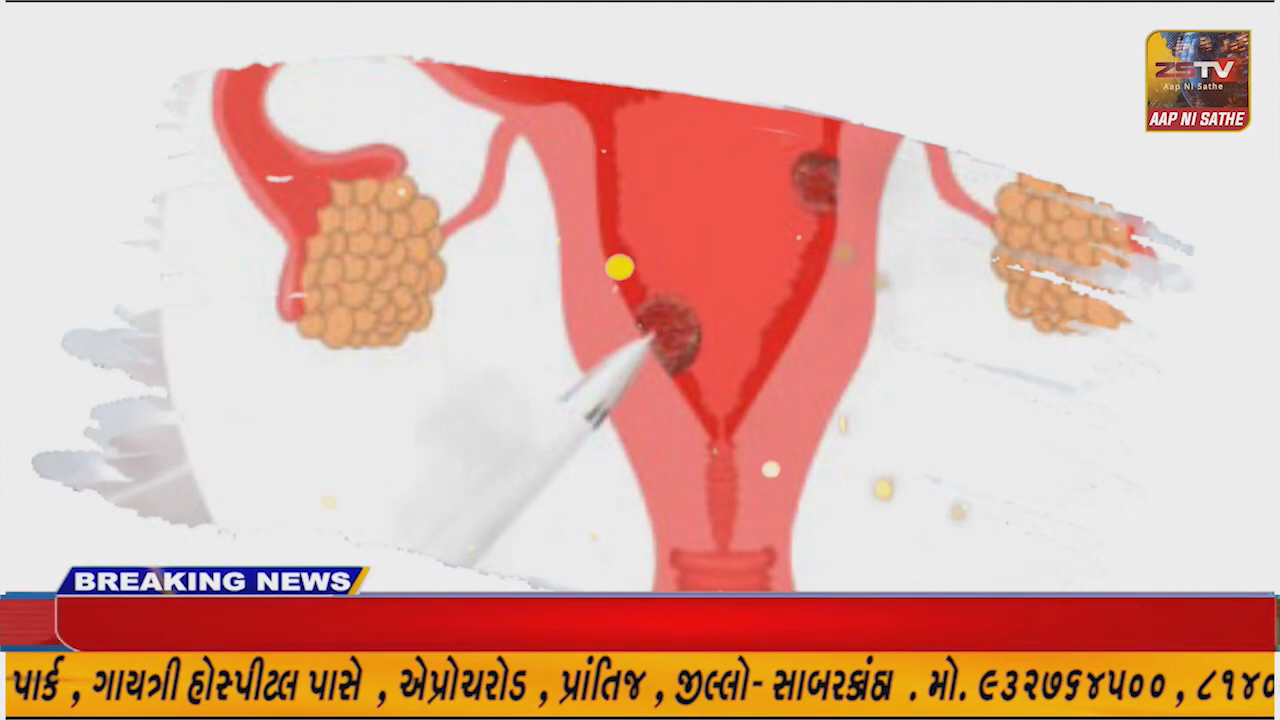 ZSTV
Aap Ni Sathe
AAP NI SATHE
BREAKING NEWS
પાર્ક , ગાયત્રી હોસ્પીટલ પાસે , એપ્રોચરોડ , પ્રાંતિજ , જીલ્લો- સાબરકાંઠા . મો. ૯૩૨૭૬૪૫૦૦ , ૮૧૪૦